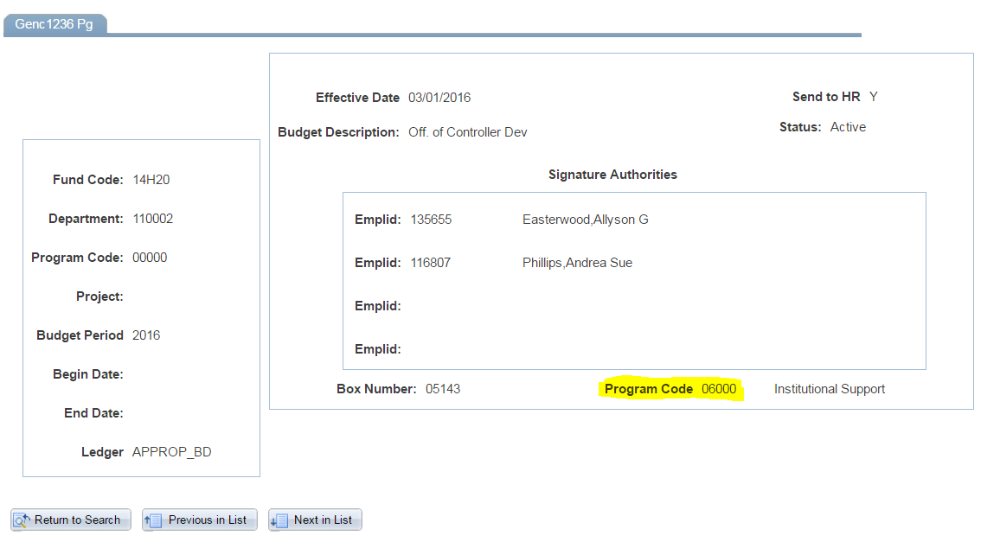 Genc1236 Pg
Effective Date 03/01/2016 Send to HR Y
Budget Description: Off. of Controller Dev Status: Active
Signature Authorities
Fund Code: 14H20
Department: 110002
Program Code: 00000
Project:
Budget Period 2016
Begin Date:
End Date:
Ledger APPROP_BD
Emplid: 135655 Easterwood,Allyson G
Emplid: 116807 Phillips,Andrea Sue
Emplid:
Emplid:
Box Number: 05143 Program Code 06000 Institutional Support
Return to Search Previous in List Next in List